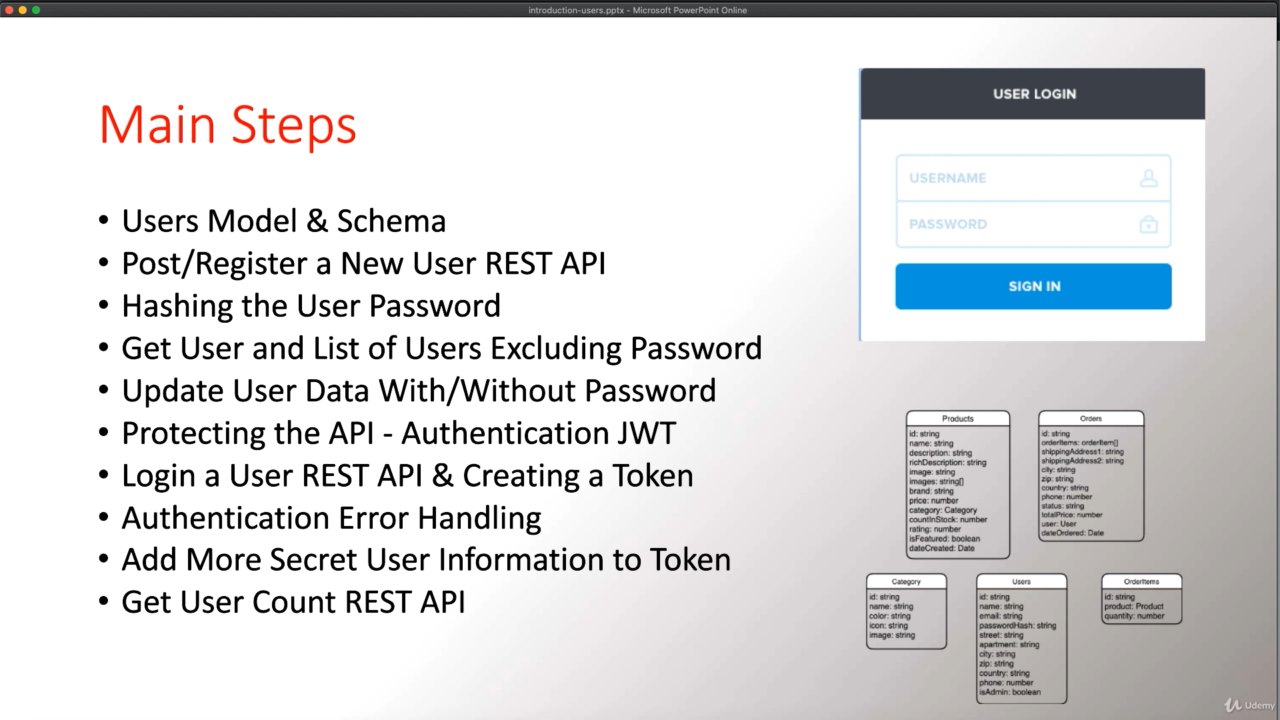 introduction-users.pptx - Microsoft PowerPoint Online
Main Steps
• Users Model & Schema
• Post/Register a New User REST API
• Hashing the User Password
• Get User and List of Users Excluding Password
• Update User Data With/Without Password
• Protecting the API - Authentication JWT
• Login a User REST API & Creating a Token
• Authentication Error Handling
• Add More Secret User Information to Token
• Get User Count REST API
USER LOGIN
USERNAME
PASSWORD
SIGN IN
Products
id: string
name: string
description: string
richDescription: string
image: string
images: string[]
brand: string
price: number
category: Category
countInStock: number
rating: number
isFeatured: boolean
dateCreated: Date
Orders
id: string
orderItems: orderItem[]
shippingAddress1: string
shippingAddress2: string
city: string
zip: string
country: string
phone: number
status: string
totalPrice: number
user: User
dateOrdered: Date
Category
id: string
name: string
color: string
icon: string
image: string
Users
id: string
name: string
email: string
passwordHash: string
street: string
apartment: string
city: string
zip: string
country: string
phone: number
isAdmin: boolean
OrderItems
id: string
product: Product
quantity: number
Udemy